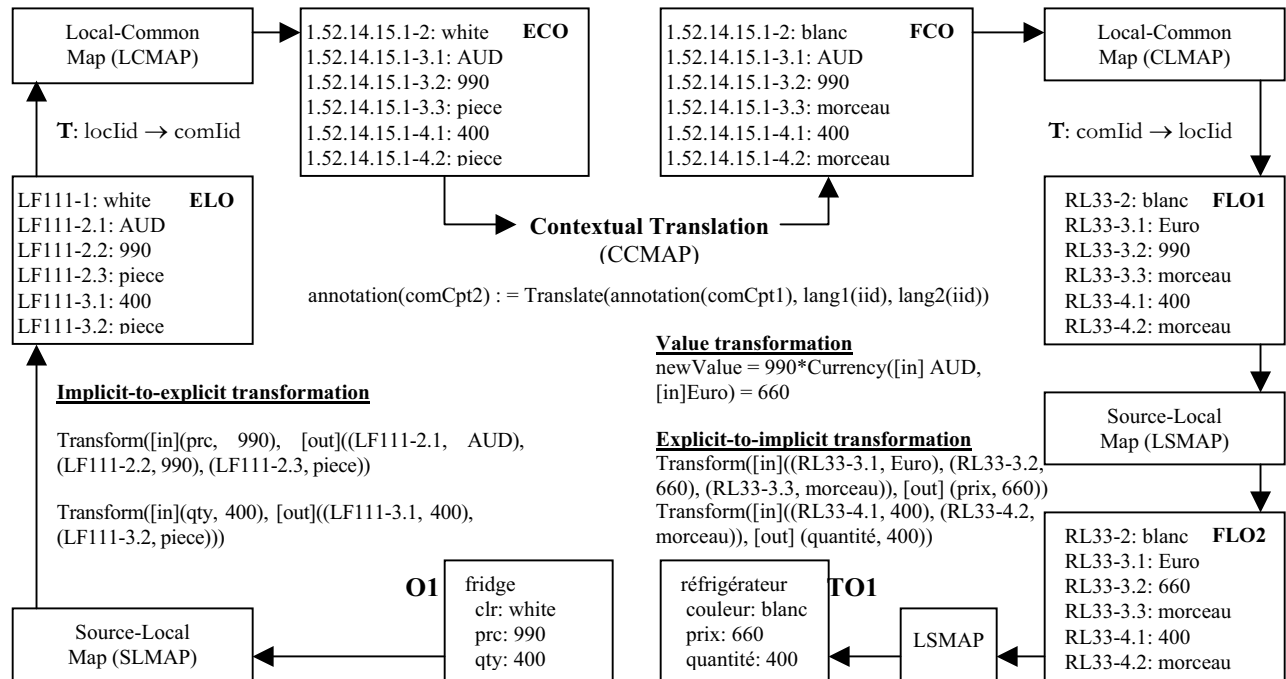 Local-Common
Map (LCMAP)
1.52.14.15.1-2: white ECO
1.52.14.15.1-3.1: AUD
1.52.14.15.1-3.2: 990
1.52.14.15.1-3.3: piece
1.52.14.15.1-4.1: 400
1.52.14.15.1-4.2: piece
1.52.14.15.1-2: blanc FCO
1.52.14.15.1-3.1: AUD
1.52.14.15.1-3.2: 990
1.52.14.15.1-3.3: morceau
1.52.14.15.1-4.1: 400
1.52.14.15.1-4.2: morceau
Local-Common
Map (CLMAP)
T: locIid → comIid
T: comIid → locIid
LF111-1: white ELO
LF111-2.1: AUD
LF111-2.2: 990
LF111-2.3: piece
LF111-3.1: 400
LF111-3.2: piece
Contextual Translation
(CCMAP)
annotation(comCpt2) : = Translate(annotation(comCpt1), lang1(iid), lang2(iid))
RL33-2: blanc FLO1
RL33-3.1: Euro
RL33-3.2: 990
RL33-3.3: morceau
RL33-4.1: 400
RL33-4.2: morceau
Implicit-to-explicit transformation
Transform([in](prc, 990), [out]((LF111-2.1, AUD),
(LF111-2.2, 990), (LF111-2.3, piece))
Transform([in](qty, 400), [out]((LF111-3.1, 400),
(LF111-3.2, piece)))
Value transformation
newValue = 990*Currency([in] AUD,
[in]Euro) = 660
Explicit-to-implicit transformation
Transform([in]((RL33-3.1, Euro), (RL33-3.2,
660), (RL33-3.3, morceau)), [out] (prix, 660))
Transform([in]((RL33-4.1, 400), (RL33-4.2,
morceau)), [out] (quantité, 400))
Source-Local
Map (LSMAP)
RL33-2: blanc FLO2
RL33-3.1: Euro
RL33-3.2: 660
RL33-3.3: morceau
RL33-4.1: 400
RL33-4.2: morceau
Source-Local
Map (SLMAP)
O1
fridge
clr: white
prc: 990
qty: 400
réfrigérateur
couleur: blanc
prix: 660
quantité: 400
TO1
LSMAP